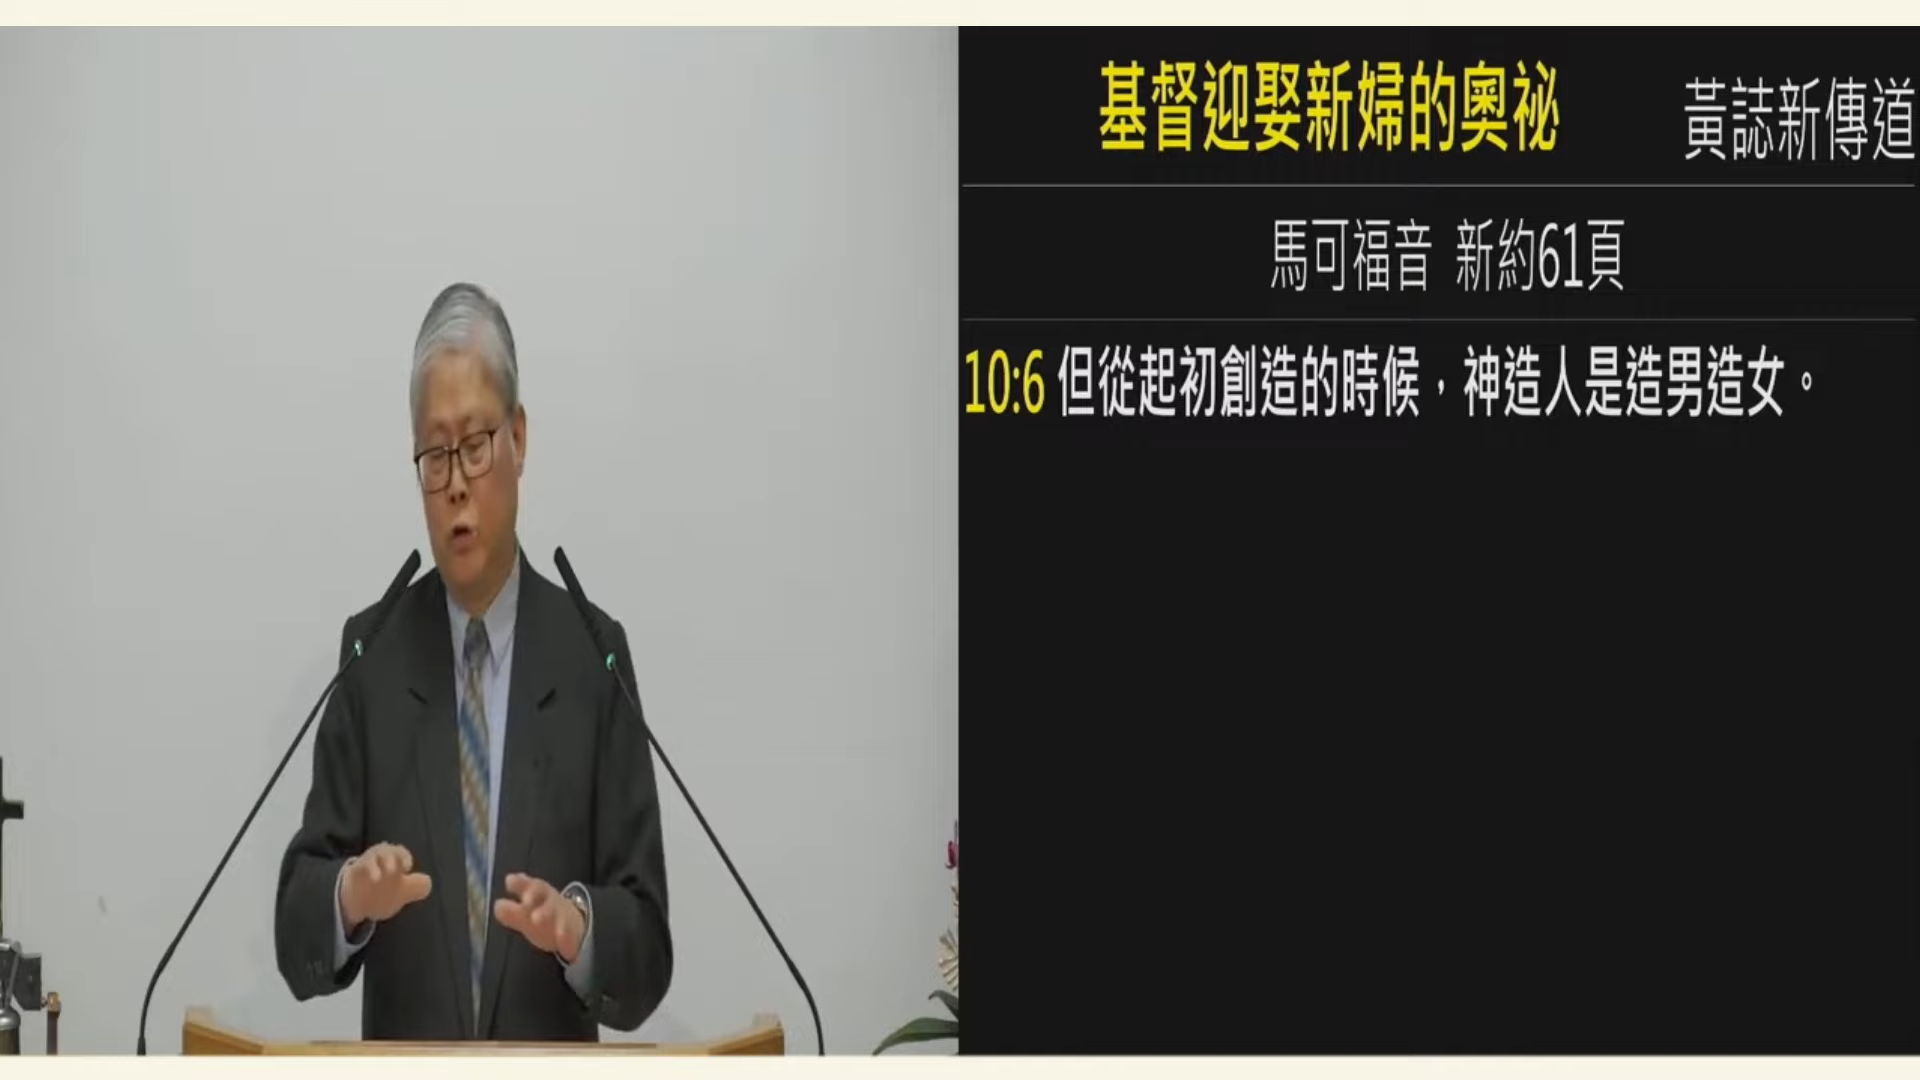 基督迎娶新婦的奧祕 黃誌新傳道
馬可福音 新約61頁
10:6 但從起初創造的時候，神造人是造男造女。